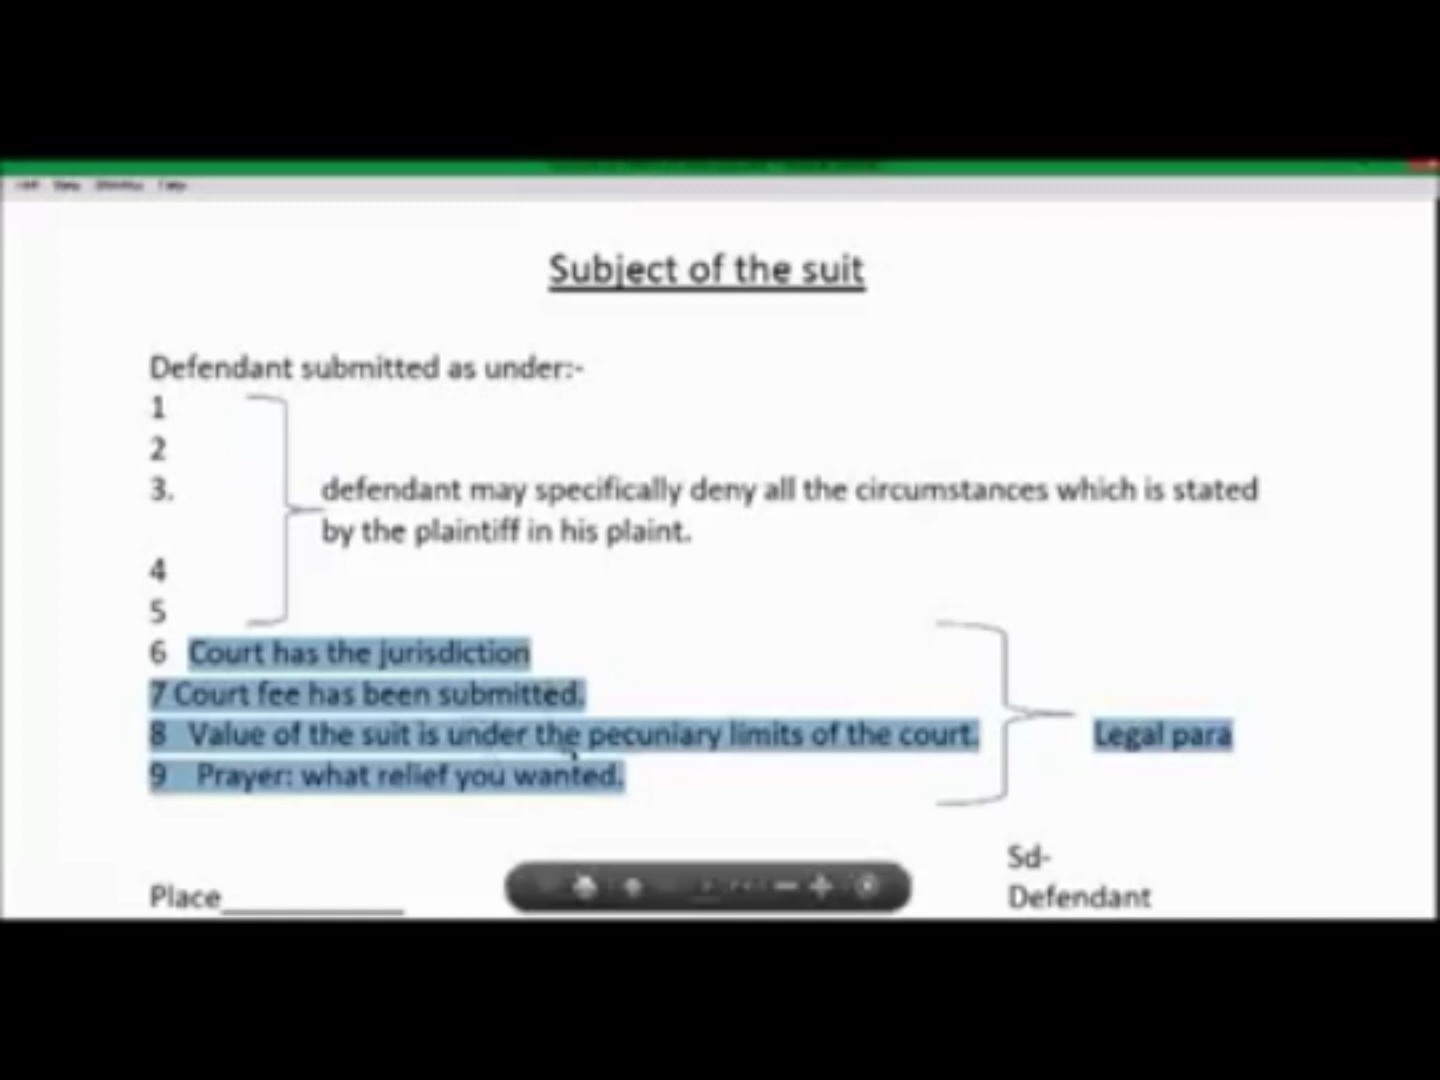 Subject of the suit
Defendant submitted as under:-
1
2
3. defendant may specifically deny all the circumstances which is stated
by the plaintiff in his plaint.
4
5
6 Court has the jurisdiction
7 Court fee has been submitted.
8 Value of the suit is under the pecuniary limits of the court.
Legal para
9 Prayer: what relief you wanted.
Sd-
Place____________
Defendant